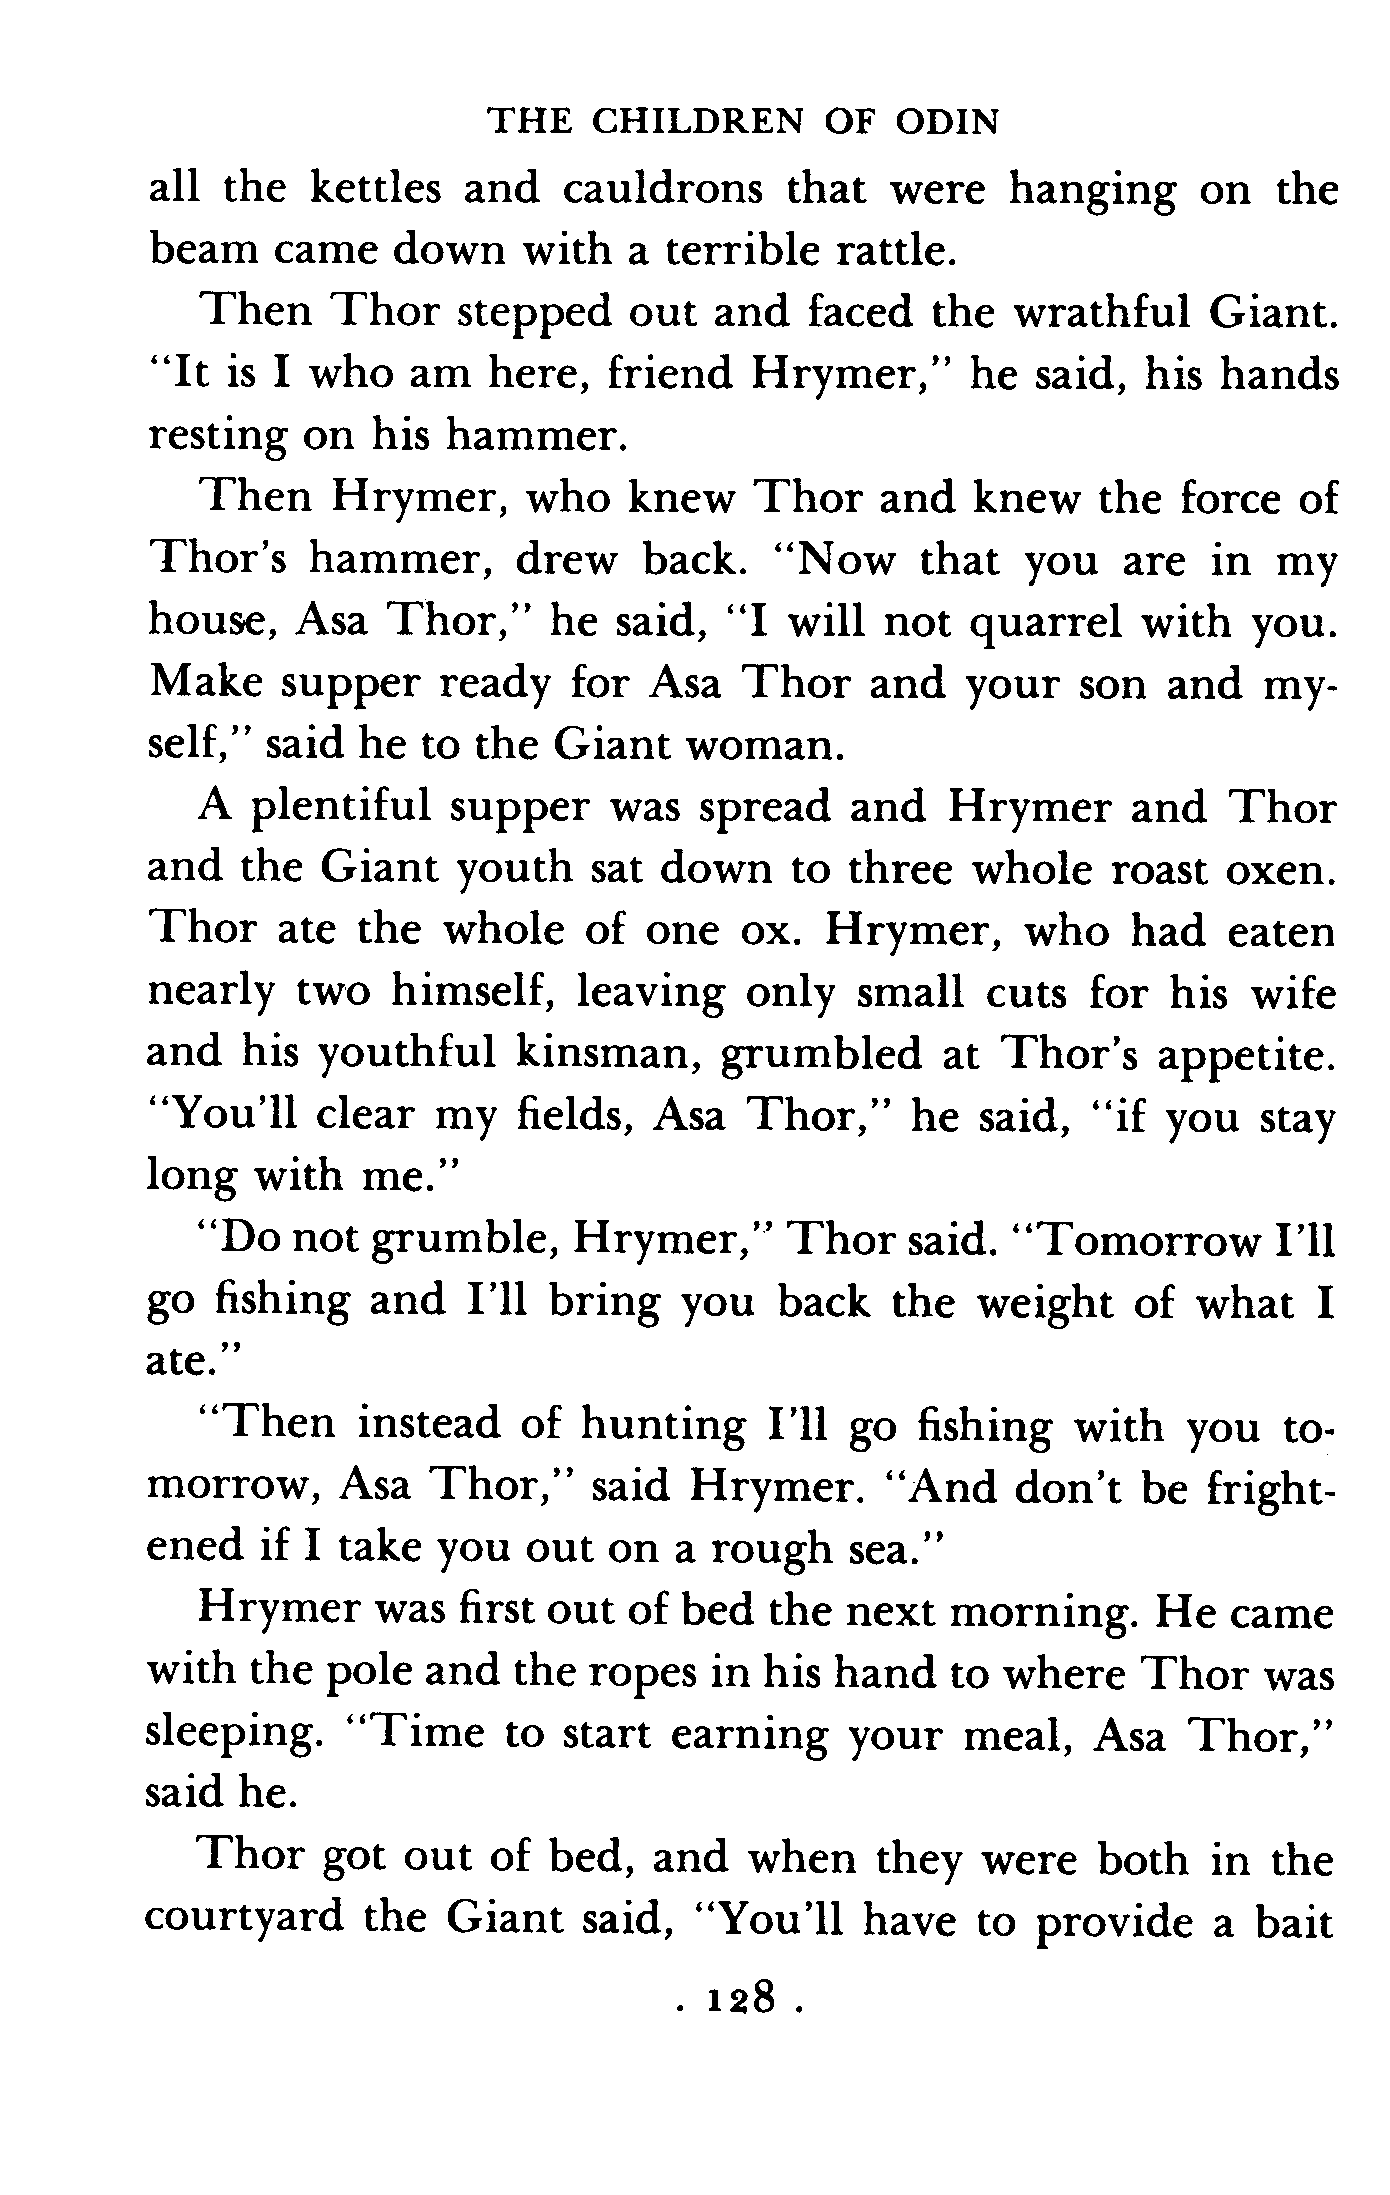 THE CHILDREN OF ODIN
all the kettles and cauldrons that were hanging on the
beam came down with a terrible rattle.
Then Thor stepped out and faced the wrathful Giant.
“It is I who am here, friend Hrymer,” he said, his hands
resting on his hammer.
Then Hrymer, who knew Thor and knew the force of
Thor’s hammer, drew back. “Now that you are in my
house, Asa Thor,” he said, “I will not quarrel with you.
Make supper ready for Asa Thor and your son and my-
self,” said he to the Giant woman.
A plentiful supper was spread and Hrymer and Thor
and the Giant youth sat down to three whole roast oxen.
Thor ate the whole of one ox. Hrymer, who had eaten
nearly two himself, leaving only small cuts for his wife
and his youthful kinsman, grumbled at Thor’s appetite.
“You’ll clear my fields, Asa Thor,” he said, “if you stay
long with me.”
“Do not grumble, Hrymer,” Thor said. “Tomorrow I’ll
go fishing and I’ll bring you back the weight of what I
ate.”
“Then instead of hunting I’ll go fishing with you to-
morrow, Asa Thor,” said Hrymer. “And don’t be fright-
ened if I take you out on a rough sea.”
Hrymer was first out of bed the next morning. He came
with the pole and the ropes in his hand to where Thor was
sleeping. “Time to start earning your meal, Asa Thor,”
said he.
Thor got out of bed, and when they were both in the
courtyard the Giant said, “You’ll have to provide a bait
. 128 .